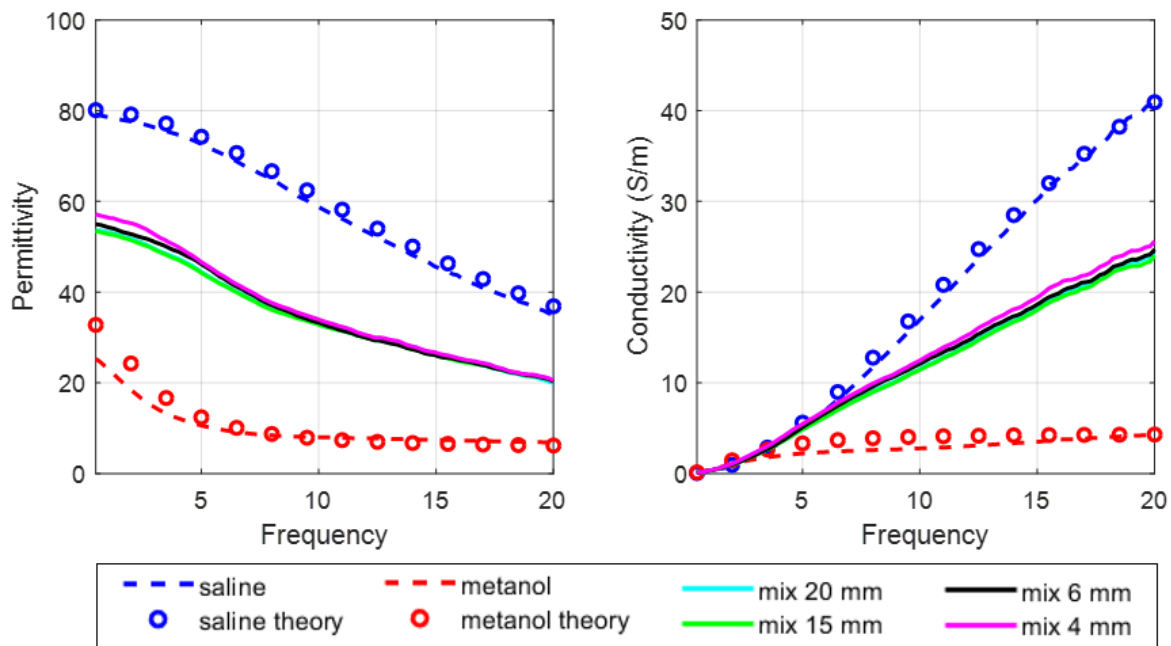 100
80
60
40
20
0
Permittivity
5
10
15
20
Frequency
50
40
30
20
10
0
Conductivity (S/m)
5
10
15
20
Frequency
saline
metanol
mix 20 mm
mix 6 mm
saline theory
metanol theory
mix 15 mm
mix 4 mm